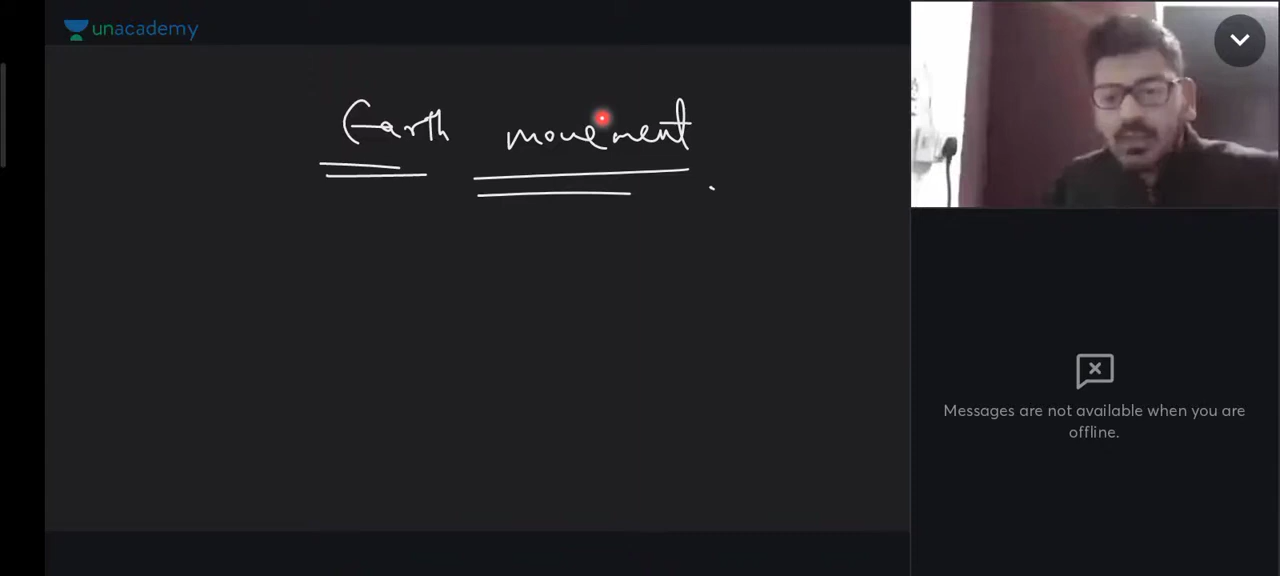 unacademy
Earth movement.
Messages are not available when you are
offline.